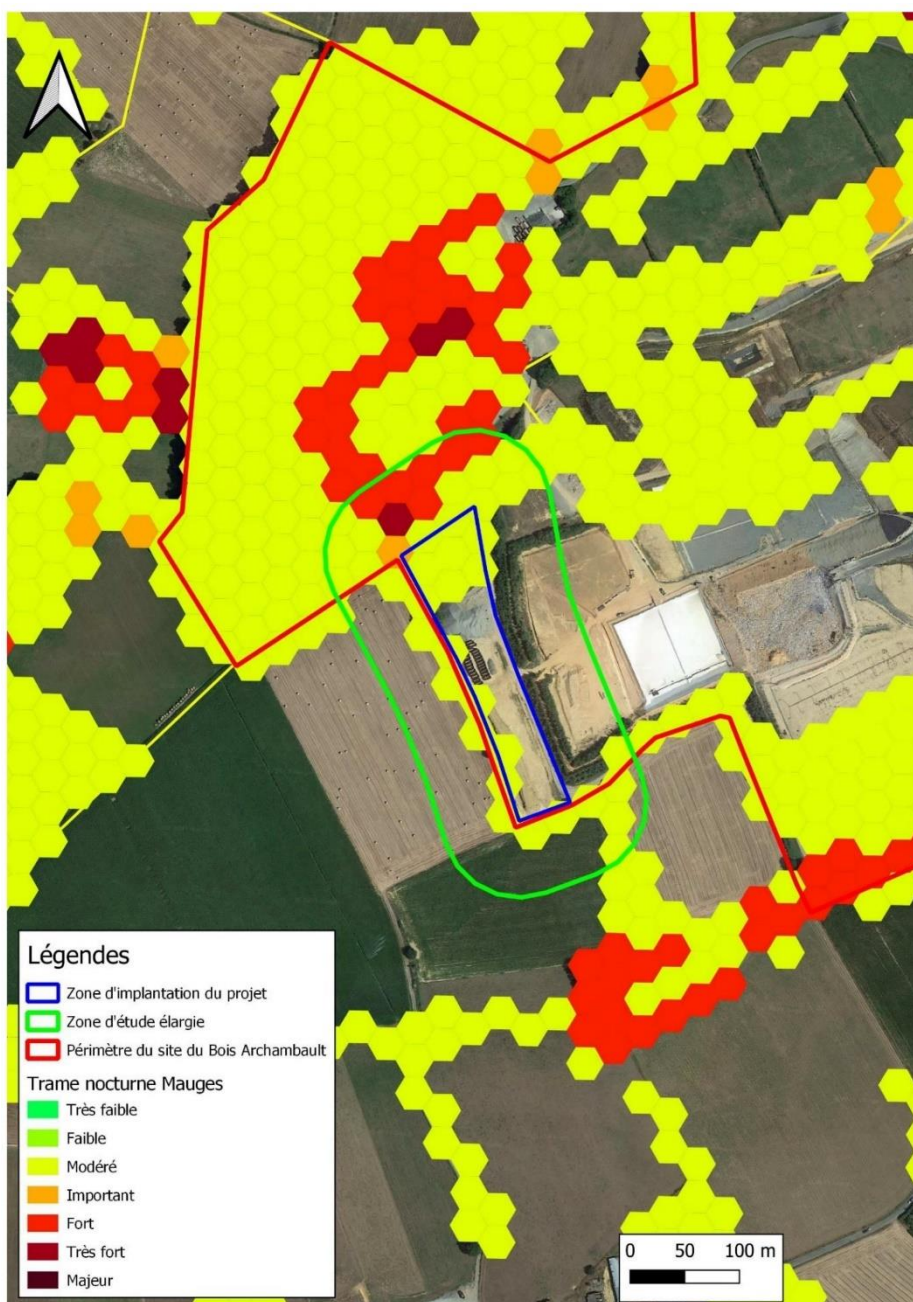 Légendes
Zone d'implantation du projet
Zone d'étude élargie
Périmètre du site du Bois Archambault
Trame nocturne Mauges
Très faible
Faible
Modéré
Important
Fort
Très fort
Majeur
0 50 100 m